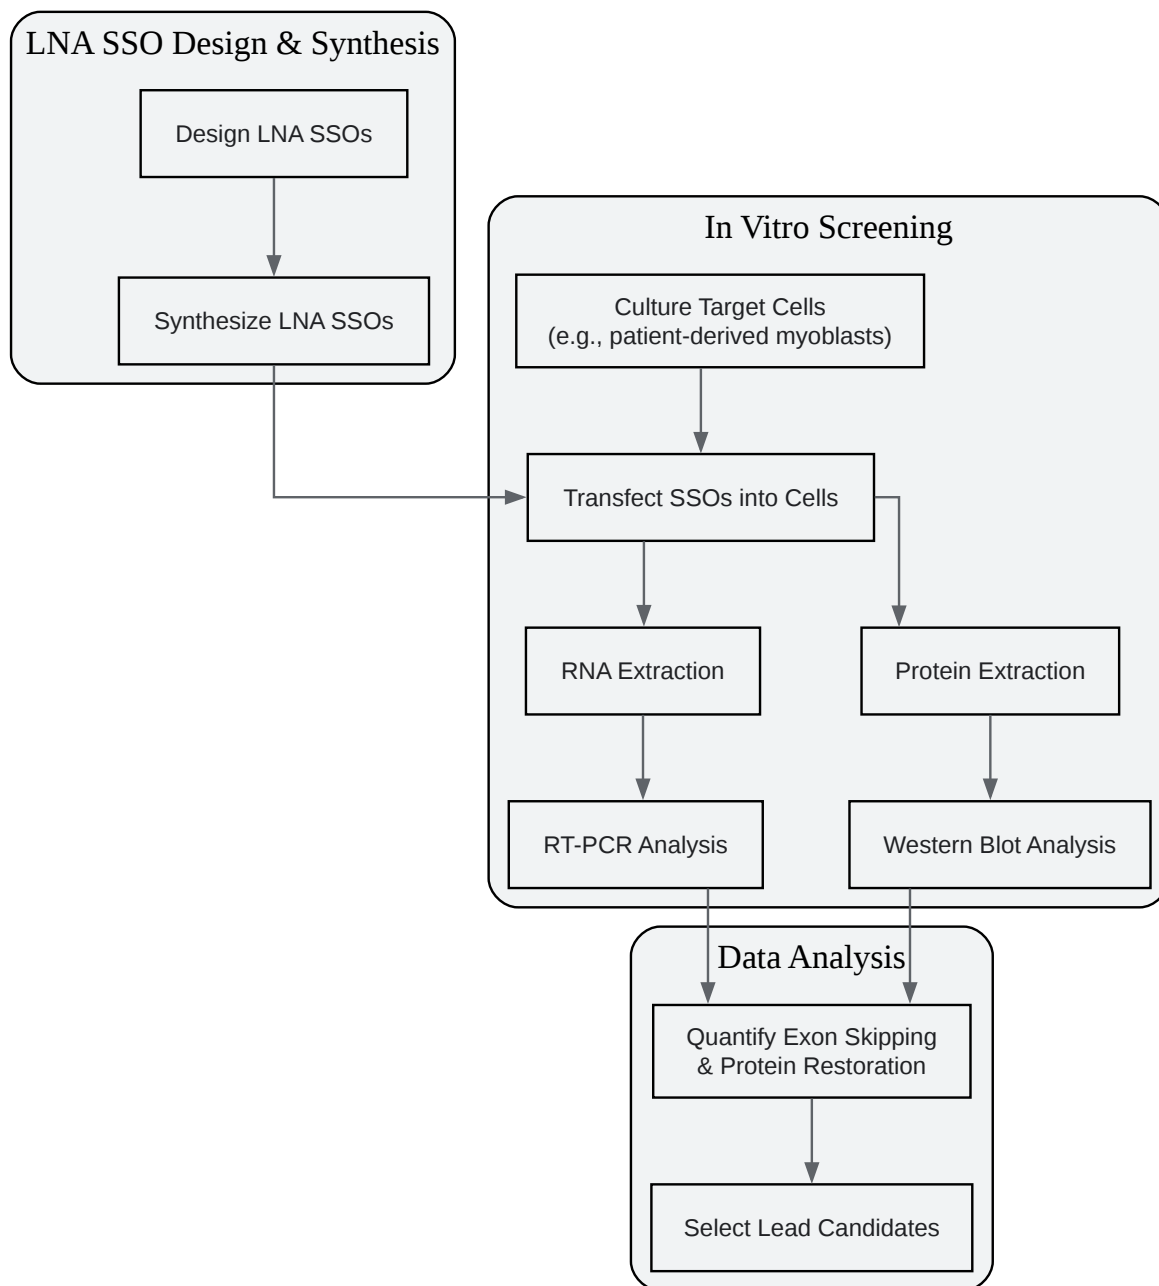 LNA SSO Design & Synthesis
Design LNA SSOs
Synthesize LNA SSOs
In Vitro Screening
Culture Target Cells
(e.g., patient-derived myoblasts)
Transfect SSOs into Cells
RNA Extraction
Protein Extraction
RT-PCR Analysis
Western Blot Analysis
Data Analysis
Quantify Exon Skipping
& Protein Restoration
Select Lead Candidates